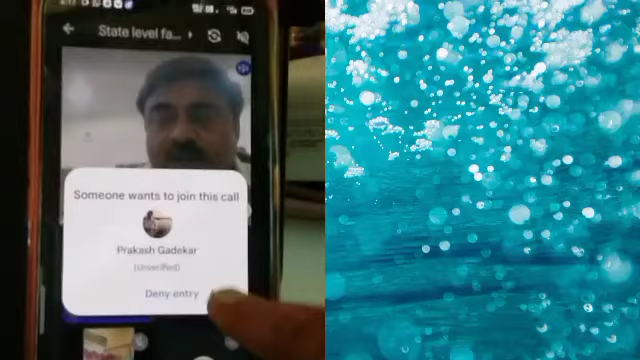 State level fa...
Someone wants to join this call
Prakash Gadekar
(Unverified)
Deny entry